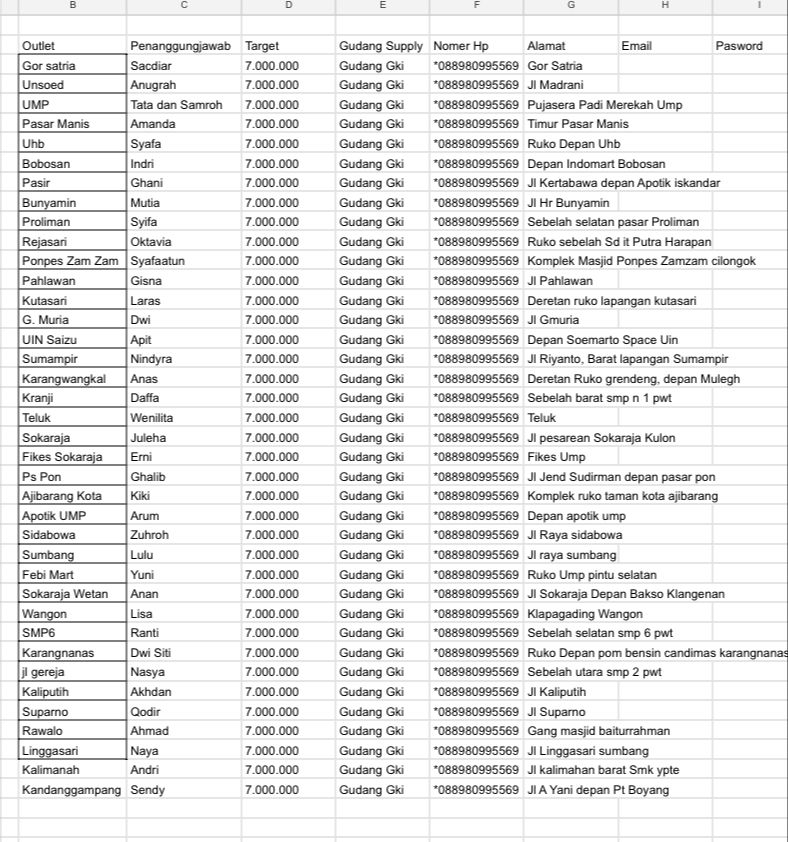 B C D E F G H I
Outlet Penanggungjawab Target Gudang Supply Nomer Hp Alamat Email Pasword
Gor satria Sacdiar 7.000.000 Gudang Gki *088980995569 Gor Satria
Unsoed Anugrah 7.000.000 Gudang Gki *088980995569 Jl Madrani
UMP Tata dan Samroh 7.000.000 Gudang Gki *088980995569 Pujasera Padi Merekah Ump
Pasar Manis Amanda 7.000.000 Gudang Gki *088980995569 Timur Pasar Manis
Uhb Syafa 7.000.000 Gudang Gki *088980995569 Ruko Depan Uhb
Bobosan Indri 7.000.000 Gudang Gki *088980995569 Depan Indomart Bobosan
Pasir Ghani 7.000.000 Gudang Gki *088980995569 Jl Kertabawa depan Apotik iskandar
Bunyamin Mutia 7.000.000 Gudang Gki *088980995569 Jl Hr Bunyamin
Proliman Syifa 7.000.000 Gudang Gki *088980995569 Sebelah selatan pasar Proliman
Rejasari Oktavia 7.000.000 Gudang Gki *088980995569 Ruko sebelah Sd it Putra Harapan
Ponpes Zam Zam Syafaatun 7.000.000 Gudang Gki *088980995569 Komplek Masjid Ponpes Zamzam cilongok
Pahlawan Gisna 7.000.000 Gudang Gki *088980995569 Jl Pahlawan
Kutasari Laras 7.000.000 Gudang Gki *088980995569 Deretan ruko lapangan kutasari
G. Muria Dwi 7.000.000 Gudang Gki *088980995569 Jl Gmuria
UIN Saizu Apit 7.000.000 Gudang Gki *088980995569 Depan Soemarto Space Uin
Sumampir Nindyra 7.000.000 Gudang Gki *088980995569 Jl Riyanto, Barat lapangan Sumampir
Karangwangkal Anas 7.000.000 Gudang Gki *088980995569 Deretan Ruko grendeng, depan Mulegh
Kranji Daffa 7.000.000 Gudang Gki *088980995569 Sebelah barat smp n 1 pwt
Teluk Wenilita 7.000.000 Gudang Gki *088980995569 Teluk
Sokaraja Juleha 7.000.000 Gudang Gki *088980995569 Jl pesarean Sokaraja Kulon
Fikes Sokaraja Erni 7.000.000 Gudang Gki *088980995569 Fikes Ump
Ps Pon Ghalib 7.000.000 Gudang Gki *088980995569 Jl Jend Sudirman depan pasar pon
Ajibarang Kota Kiki 7.000.000 Gudang Gki *088980995569 Komplek ruko taman kota ajibarang
Apotik UMP Arum 7.000.000 Gudang Gki *088980995569 Depan apotik ump
Sidabowa Zuhroh 7.000.000 Gudang Gki *088980995569 Jl Raya sidabowa
Sumbang Lulu 7.000.000 Gudang Gki *088980995569 Jl raya sumbang
Febi Mart Yuni 7.000.000 Gudang Gki *088980995569 Ruko Ump pintu selatan
Sokaraja Wetan Anan 7.000.000 Gudang Gki *088980995569 Jl Sokaraja Depan Bakso Klangenan
Wangon Lisa 7.000.000 Gudang Gki *088980995569 Klapagading Wangon
SMP6 Ranti 7.000.000 Gudang Gki *088980995569 Sebelah selatan smp 6 pwt
Karangnanas Dwi Siti 7.000.000 Gudang Gki *088980995569 Ruko Depan pom bensin candimas karangnanas
jl gereja Nasya 7.000.000 Gudang Gki *088980995569 Sebelah utara smp 2 pwt
Kaliputih Akhdan 7.000.000 Gudang Gki *088980995569 Jl Kaliputih
Suparno Qodir 7.000.000 Gudang Gki *088980995569 Jl Suparno
Rawalo Ahmad 7.000.000 Gudang Gki *088980995569 Gang masjid baiturrahman
Linggasari Naya 7.000.000 Gudang Gki *088980995569 Jl Linggasari sumbang
Kalimanah Andri 7.000.000 Gudang Gki *088980995569 Jl kalimahan barat Smk ypte
Kandanggampang Sendy 7.000.000 Gudang Gki *088980995569 Jl A Yani depan Pt Boyang